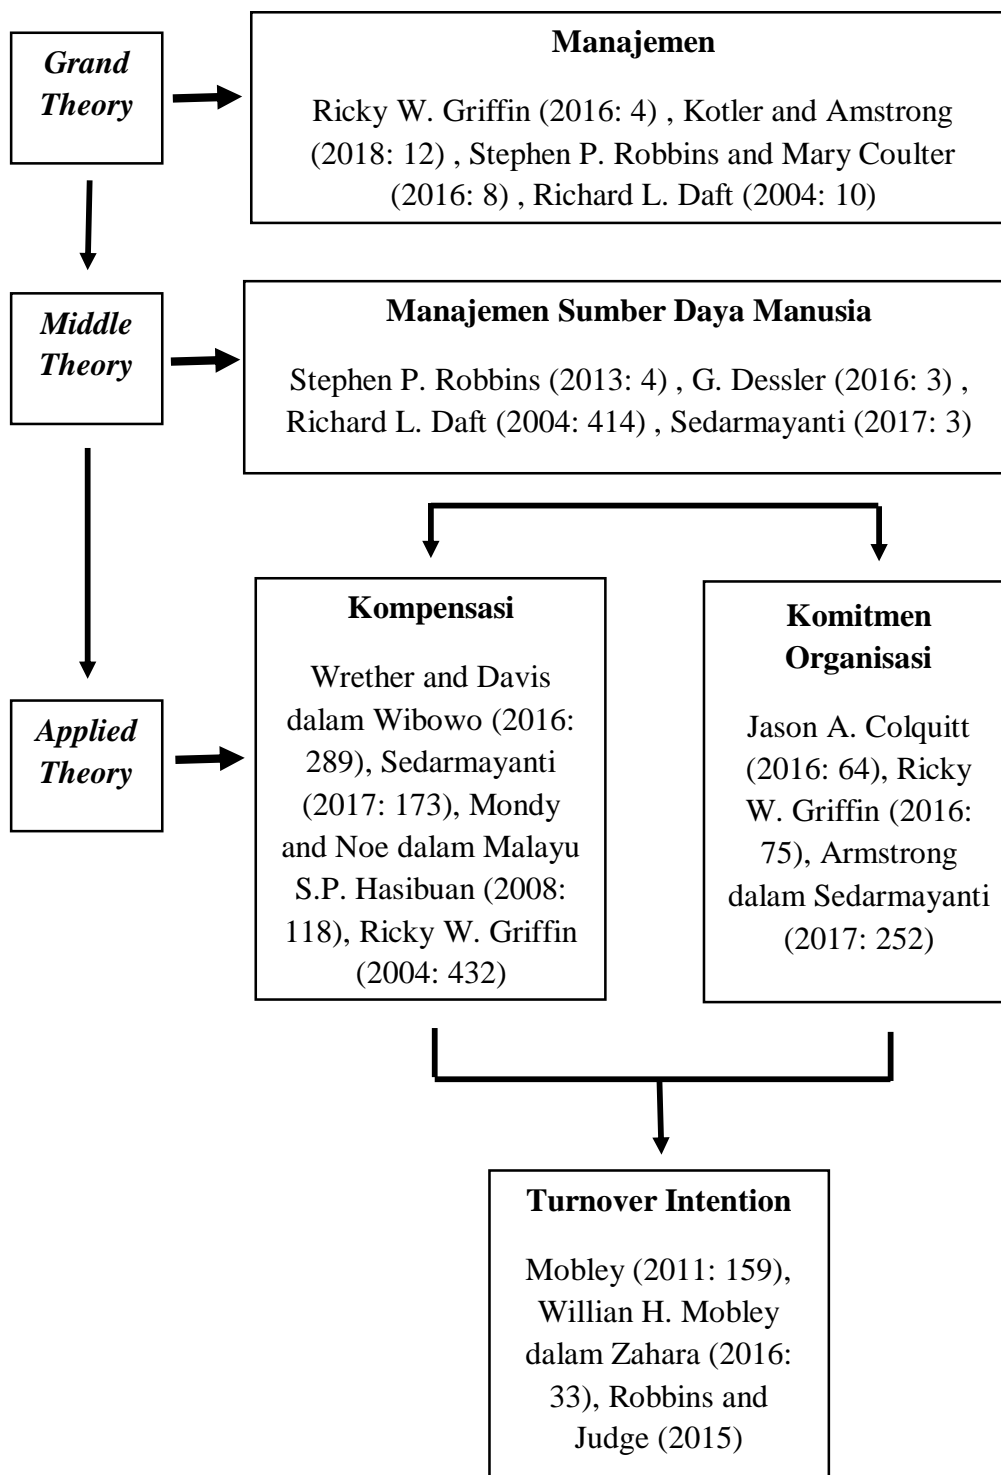 Grand
Theory
Manajemen
Ricky W. Griffin (2016: 4) , Kotler and Amstrong
(2018: 12) , Stephen P. Robbins and Mary Coulter
(2016: 8) , Richard L. Daft (2004: 10)
Middle
Theory
Manajemen Sumber Daya Manusia
Stephen P. Robbins (2013: 4) , G. Dessler (2016: 3) ,
Richard L. Daft (2004: 414) , Sedarmayanti (2017: 3)
Applied
Theory
Kompensasi
Wrether and Davis
dalam Wibowo (2016:
289), Sedarmayanti
(2017: 173), Mondy
and Noe dalam Malayu
S.P. Hasibuan (2008:
118), Ricky W. Griffin
(2004: 432)
Komitmen
Organisasi
Jason A. Colquitt
(2016: 64), Ricky
W. Griffin (2016:
75), Armstrong
dalam Sedarmayanti
(2017: 252)
Turnover Intention
Mobley (2011: 159),
Willian H. Mobley
dalam Zahara (2016:
33), Robbins and
Judge (2015)